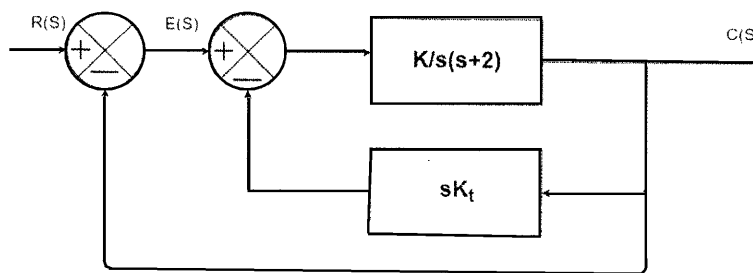 R(S)
E(S)
C(S
+
+
K/s(s+2)
—
—
sKₜ